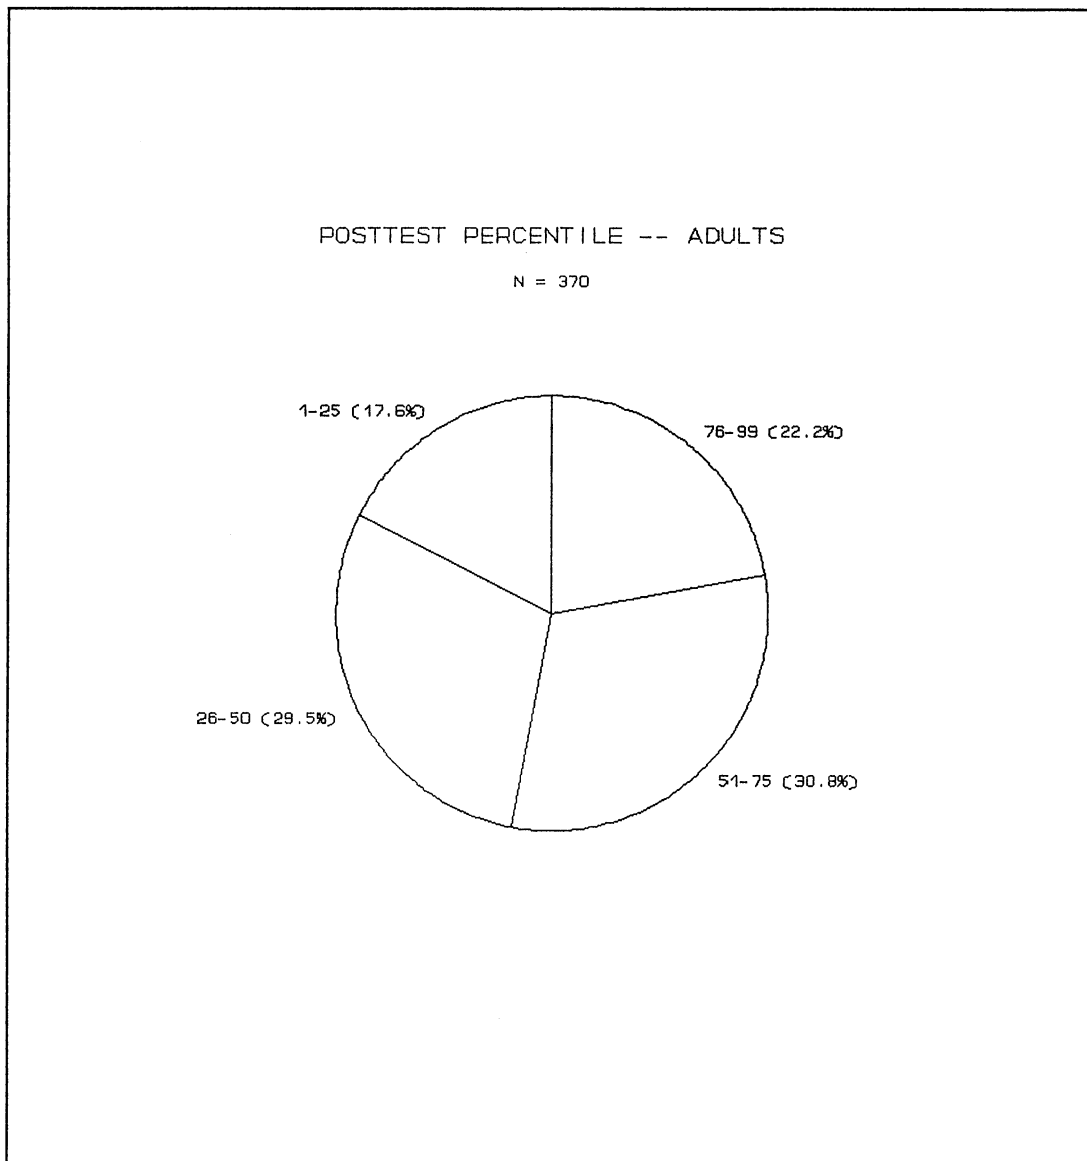 POSTTEST PERCENTILE -- ADULTS
N = 370
1-25 (17.6%)
76-99 (22.2%)
26-50 (29.5%)
51-75 (30.8%)